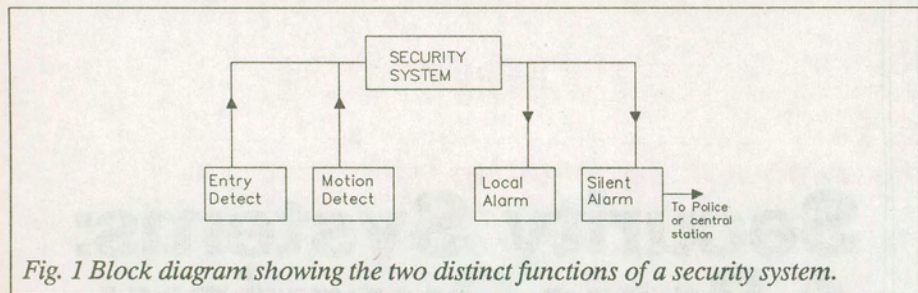 SECURITY
SYSTEM
Entry
Detect
Motion
Detect
Local
Alarm
Silent
Alarm
To Police
or central
station
Fig. 1 Block diagram showing the two distinct functions of a security system.